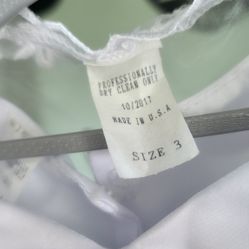 PROFESSIONALLY
DRY CLEAN ONLY
10/2017
MADE IN U.S.A
SIZE 3